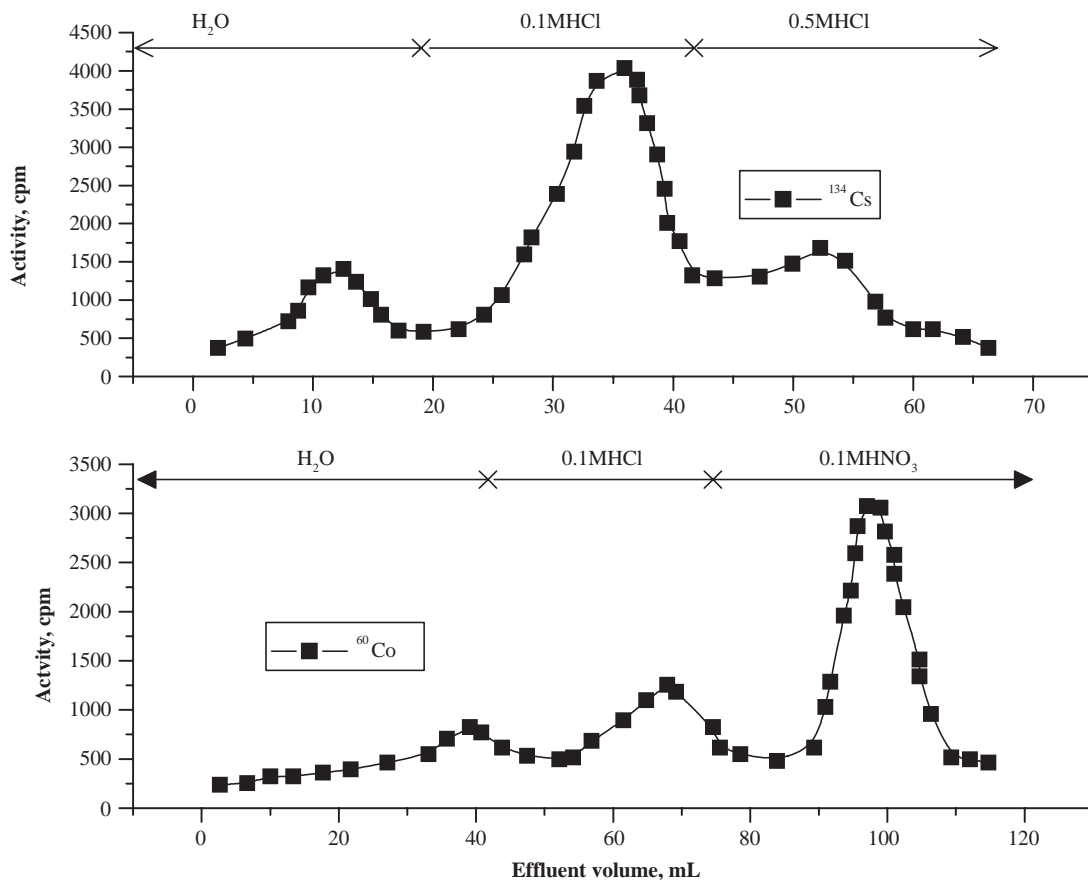 H₂O 0.1MHCl 0.5MHCl
4500
4000
3500
3000
2500
2000
1500
1000
500
0
Activity, cpm
¹³⁴Cs
0 10 20 30 40 50 60 70
H₂O 0.1MHCl 0.1MHNO₃
3500
3000
2500
2000
1500
1000
500
0
Actvity, cpm
⁶⁰Co
0 20 40 60 80 100 120
Effluent volume, mL